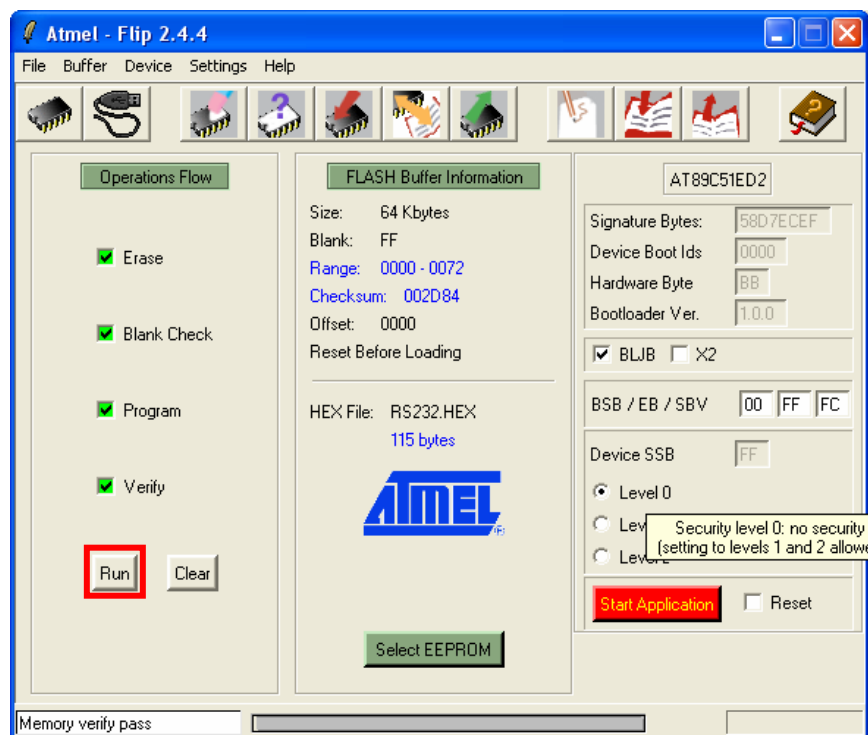 Atmel - Flip 2.4.4
File Buffer Device Settings Help
Operations Flow
Erase
Blank Check
Program
Verify
Run Clear
FLASH Buffer Information
Size: 64 Kbytes
Blank: FF
Range: 0000 - 0072
Checksum: 002D84
Offset: 0000
Reset Before Loading
HEX File: RS232.HEX
115 bytes
ATMEL
Select EEPROM
AT89C51ED2
Signature Bytes: 58D7ECEF
Device Boot Ids 0000
Hardware Byte BB
Bootloader Ver. 1.0.0
BLJB X2
BSB / EB / SBV 00 FF FC
Device SSB FF
Level 0
Security level 0: no security
(setting to levels 1 and 2 allowe
Start Application Reset
Memory verify pass